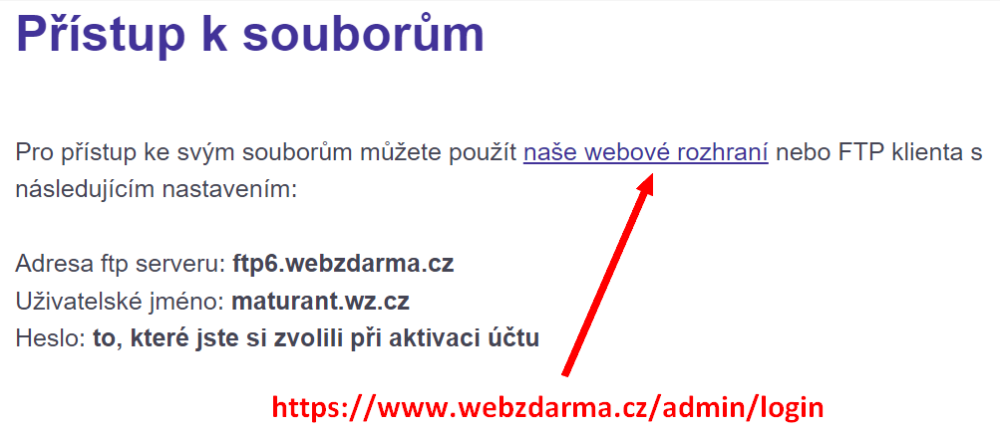 Přístup k souborům
Pro přístup ke svým souborům můžete použít naše webové rozhraní nebo FTP klienta s
následujícím nastavením:
Adresa ftp serveru: ftp6.webzdarma.cz
Uživatelské jméno: maturant.wz.cz
Heslo: to, které jste si zvolili při aktivaci účtu
https://www.webzdarma.cz/admin/login